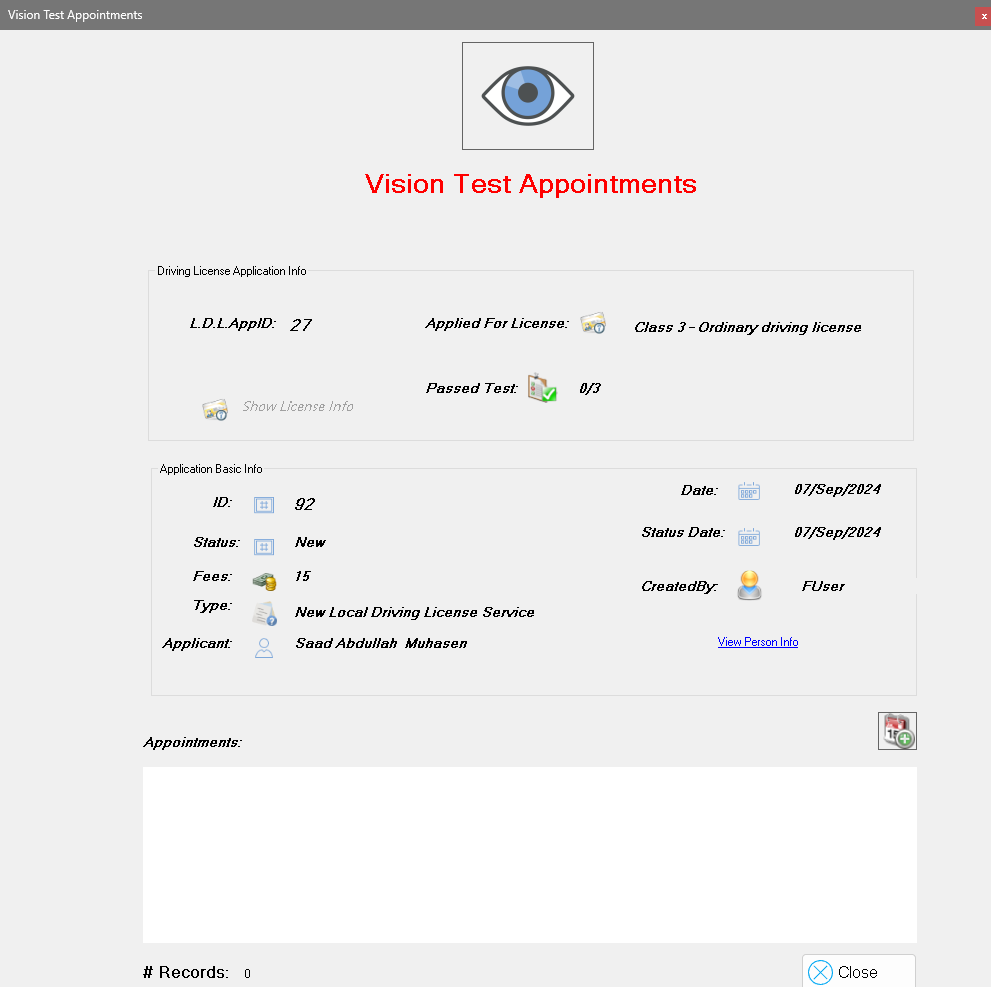 Vision Test Appointments
x
Vision Test Appointments
Driving License Application Info
L.D.L.AppID: 27
Applied For License: Class 3 - Ordinary driving license
Passed Test: 0/3
Show License Info
Application Basic Info
ID: 92
Date: 07/Sep/2024
Status: New
Status Date: 07/Sep/2024
Fees: 15
CreatedBy: FUser
Type: New Local Driving License Service
Applicant: Saad Abdullah Muhasen
View Person Info
Appointments:
# Records: 0
Close